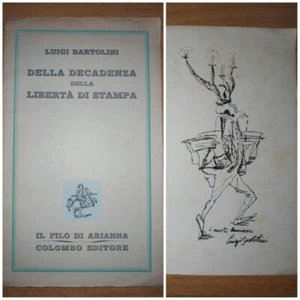 LUIGI BARTOLINI
DELLA DECADENZA
DELLA
LIBERTÀ DI STAMPA
IL FILO DI ARIANNA
COLOMBO EDITORE
Luigi Bartolini